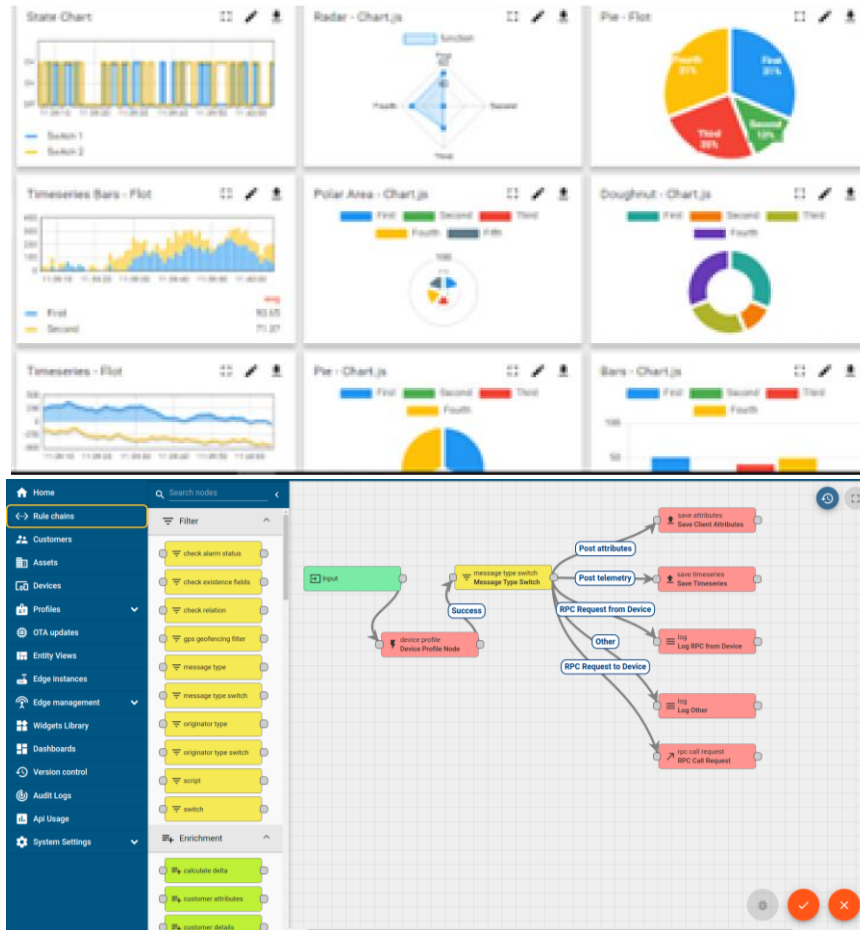 State Chart
Radar - Chart.js
Pie - Flot
function
First
Fourth
Second
Third
Fourth
First
31%
Second
Third
Switch 1
Switch 2
Timeseries Bars - Flot
Polar Area - Chart.js
Doughnut - Chart.js
First Second Third
Fourth Fifth
First Second Third
Fourth
100
avg
First
Second
Timeseries - Flot
Pie - Chart.js
Bars - Chart.js
First Second Third
Fourth
First Second Third
Fourth
100
50
Home
Rule chains
Customers
Assets
Devices
Profiles
OTA updates
Entity Views
Edge instances
Edge management
Widgets Library
Dashboards
Version control
Audit Logs
Api Usage
System Settings
Search nodes
Filter
check alarm status
check existence fields
check relation
gps geofencing filter
message type
message type switch
originator type
originator type switch
script
switch
Enrichment
calculate delta
customer attributes
customer details
Input
device profile
Device Profile Node
Success
message type switch
Message Type Switch
Post attributes
Post telemetry
RPC Request from Device
Other
RPC Request to Device
save attributes
Save Client Attributes
save timeseries
Save Timeseries
log
Log RPC from Device
log
Log Other
rpc call request
RPC Call Request